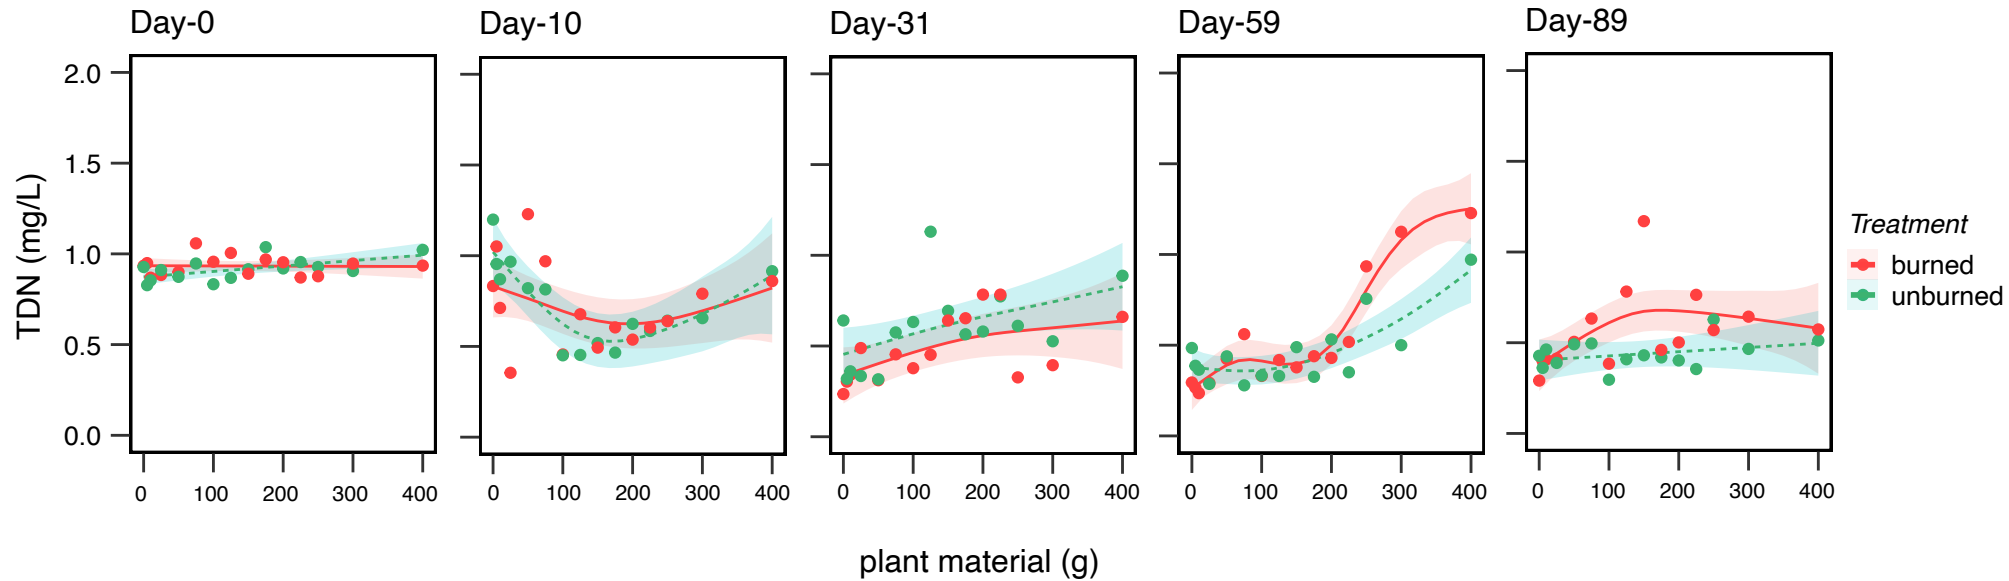 Day-0 Day-10 Day-31 Day-59 Day-89
2.0
1.5
1.0
0.5
0.0
TDN (mg/L)
0 100 200 300 400 0 100 200 300 400 0 100 200 300 400 0 100 200 300 400 0 100 200 300 400
plant material (g)
Treatment
burned
unburned